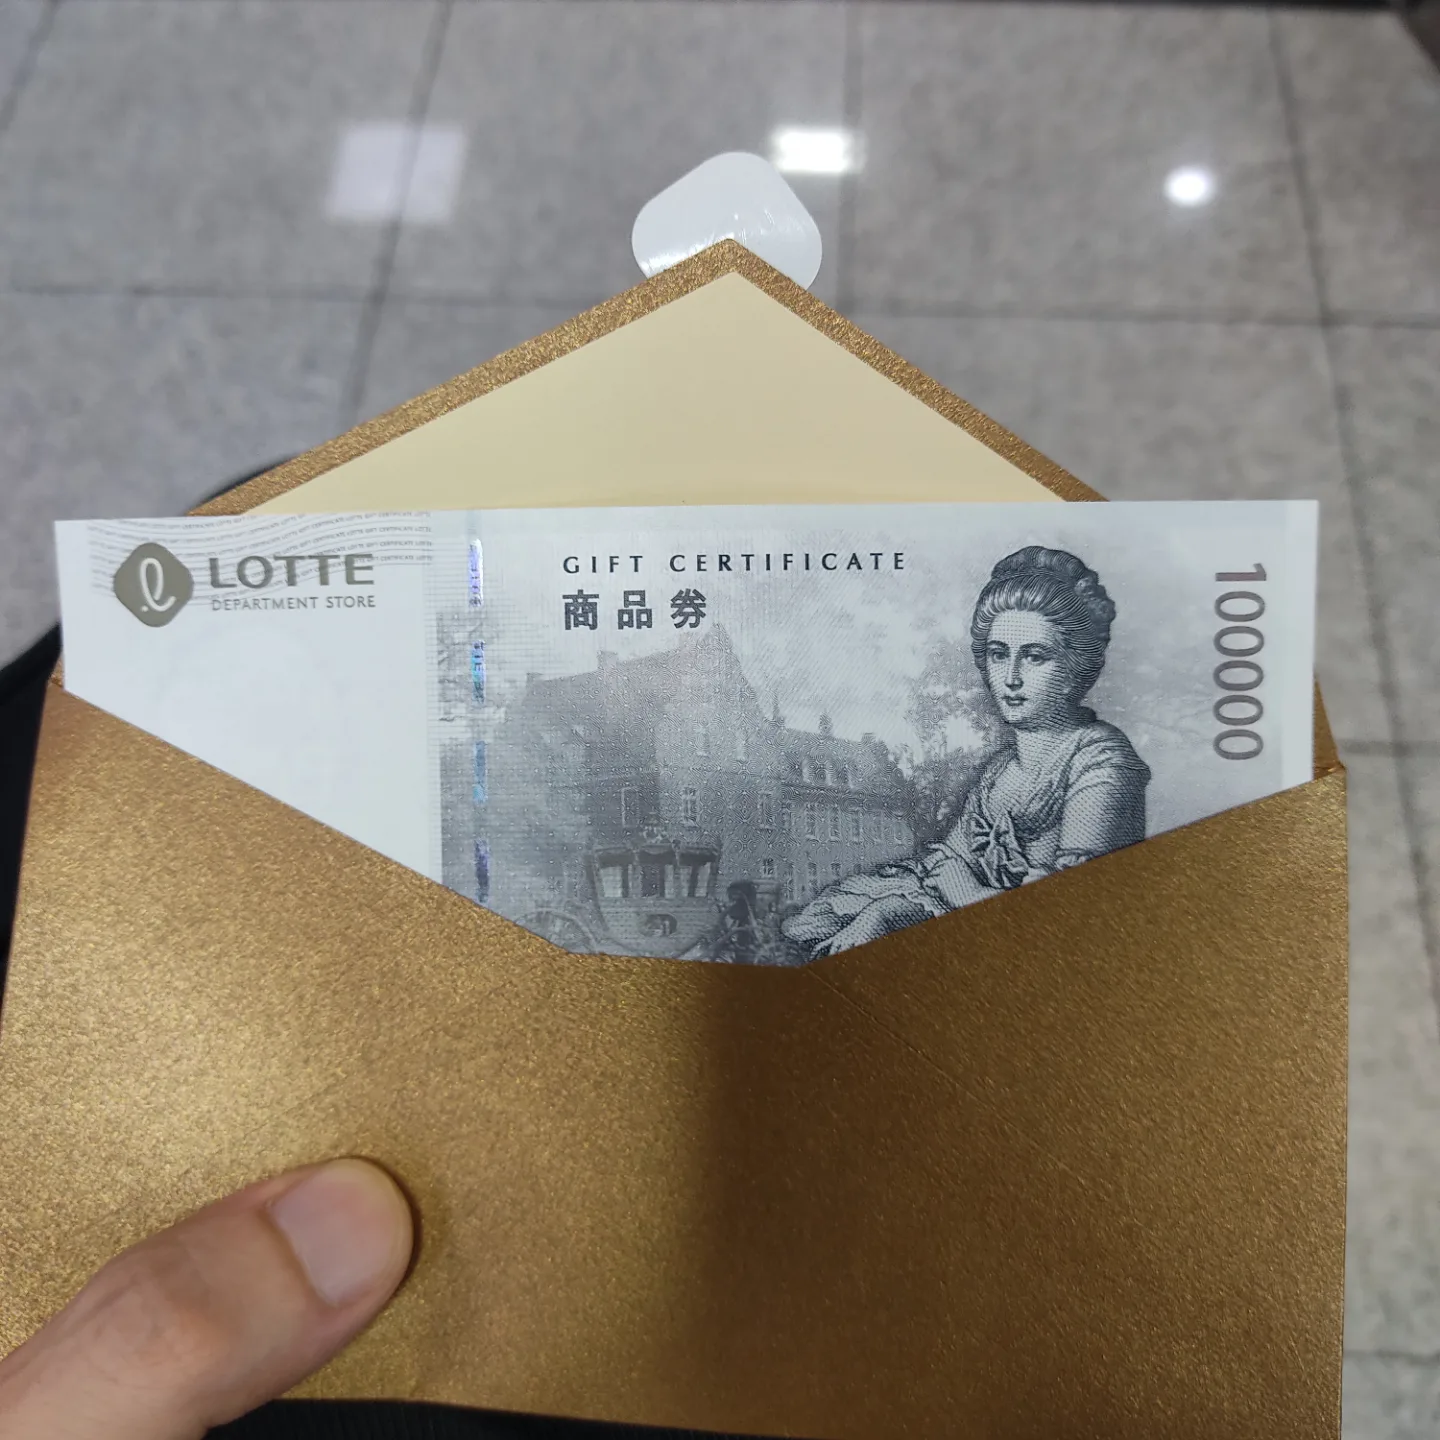 LOTTE
DEPARTMENT STORE
GIFT CERTIFICATE
商品券
100000